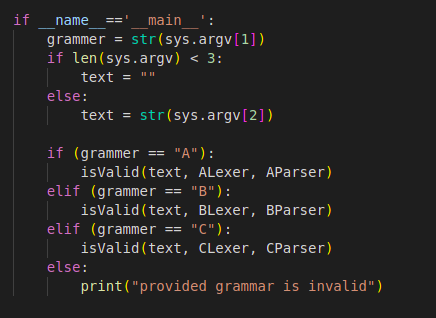 if __name__=='__main__':
    grammer = str(sys.argv[1])
    if len(sys.argv) < 3:
        text = ""
    else:
        text = str(sys.argv[2])

    if (grammer == "A"):
        isValid(text, ALexer, AParser)
    elif (grammer == "B"):
        isValid(text, BLexer, BParser)
    elif (grammer == "C"):
        isValid(text, CLexer, CParser)
    else:
        print("provided grammar is invalid")